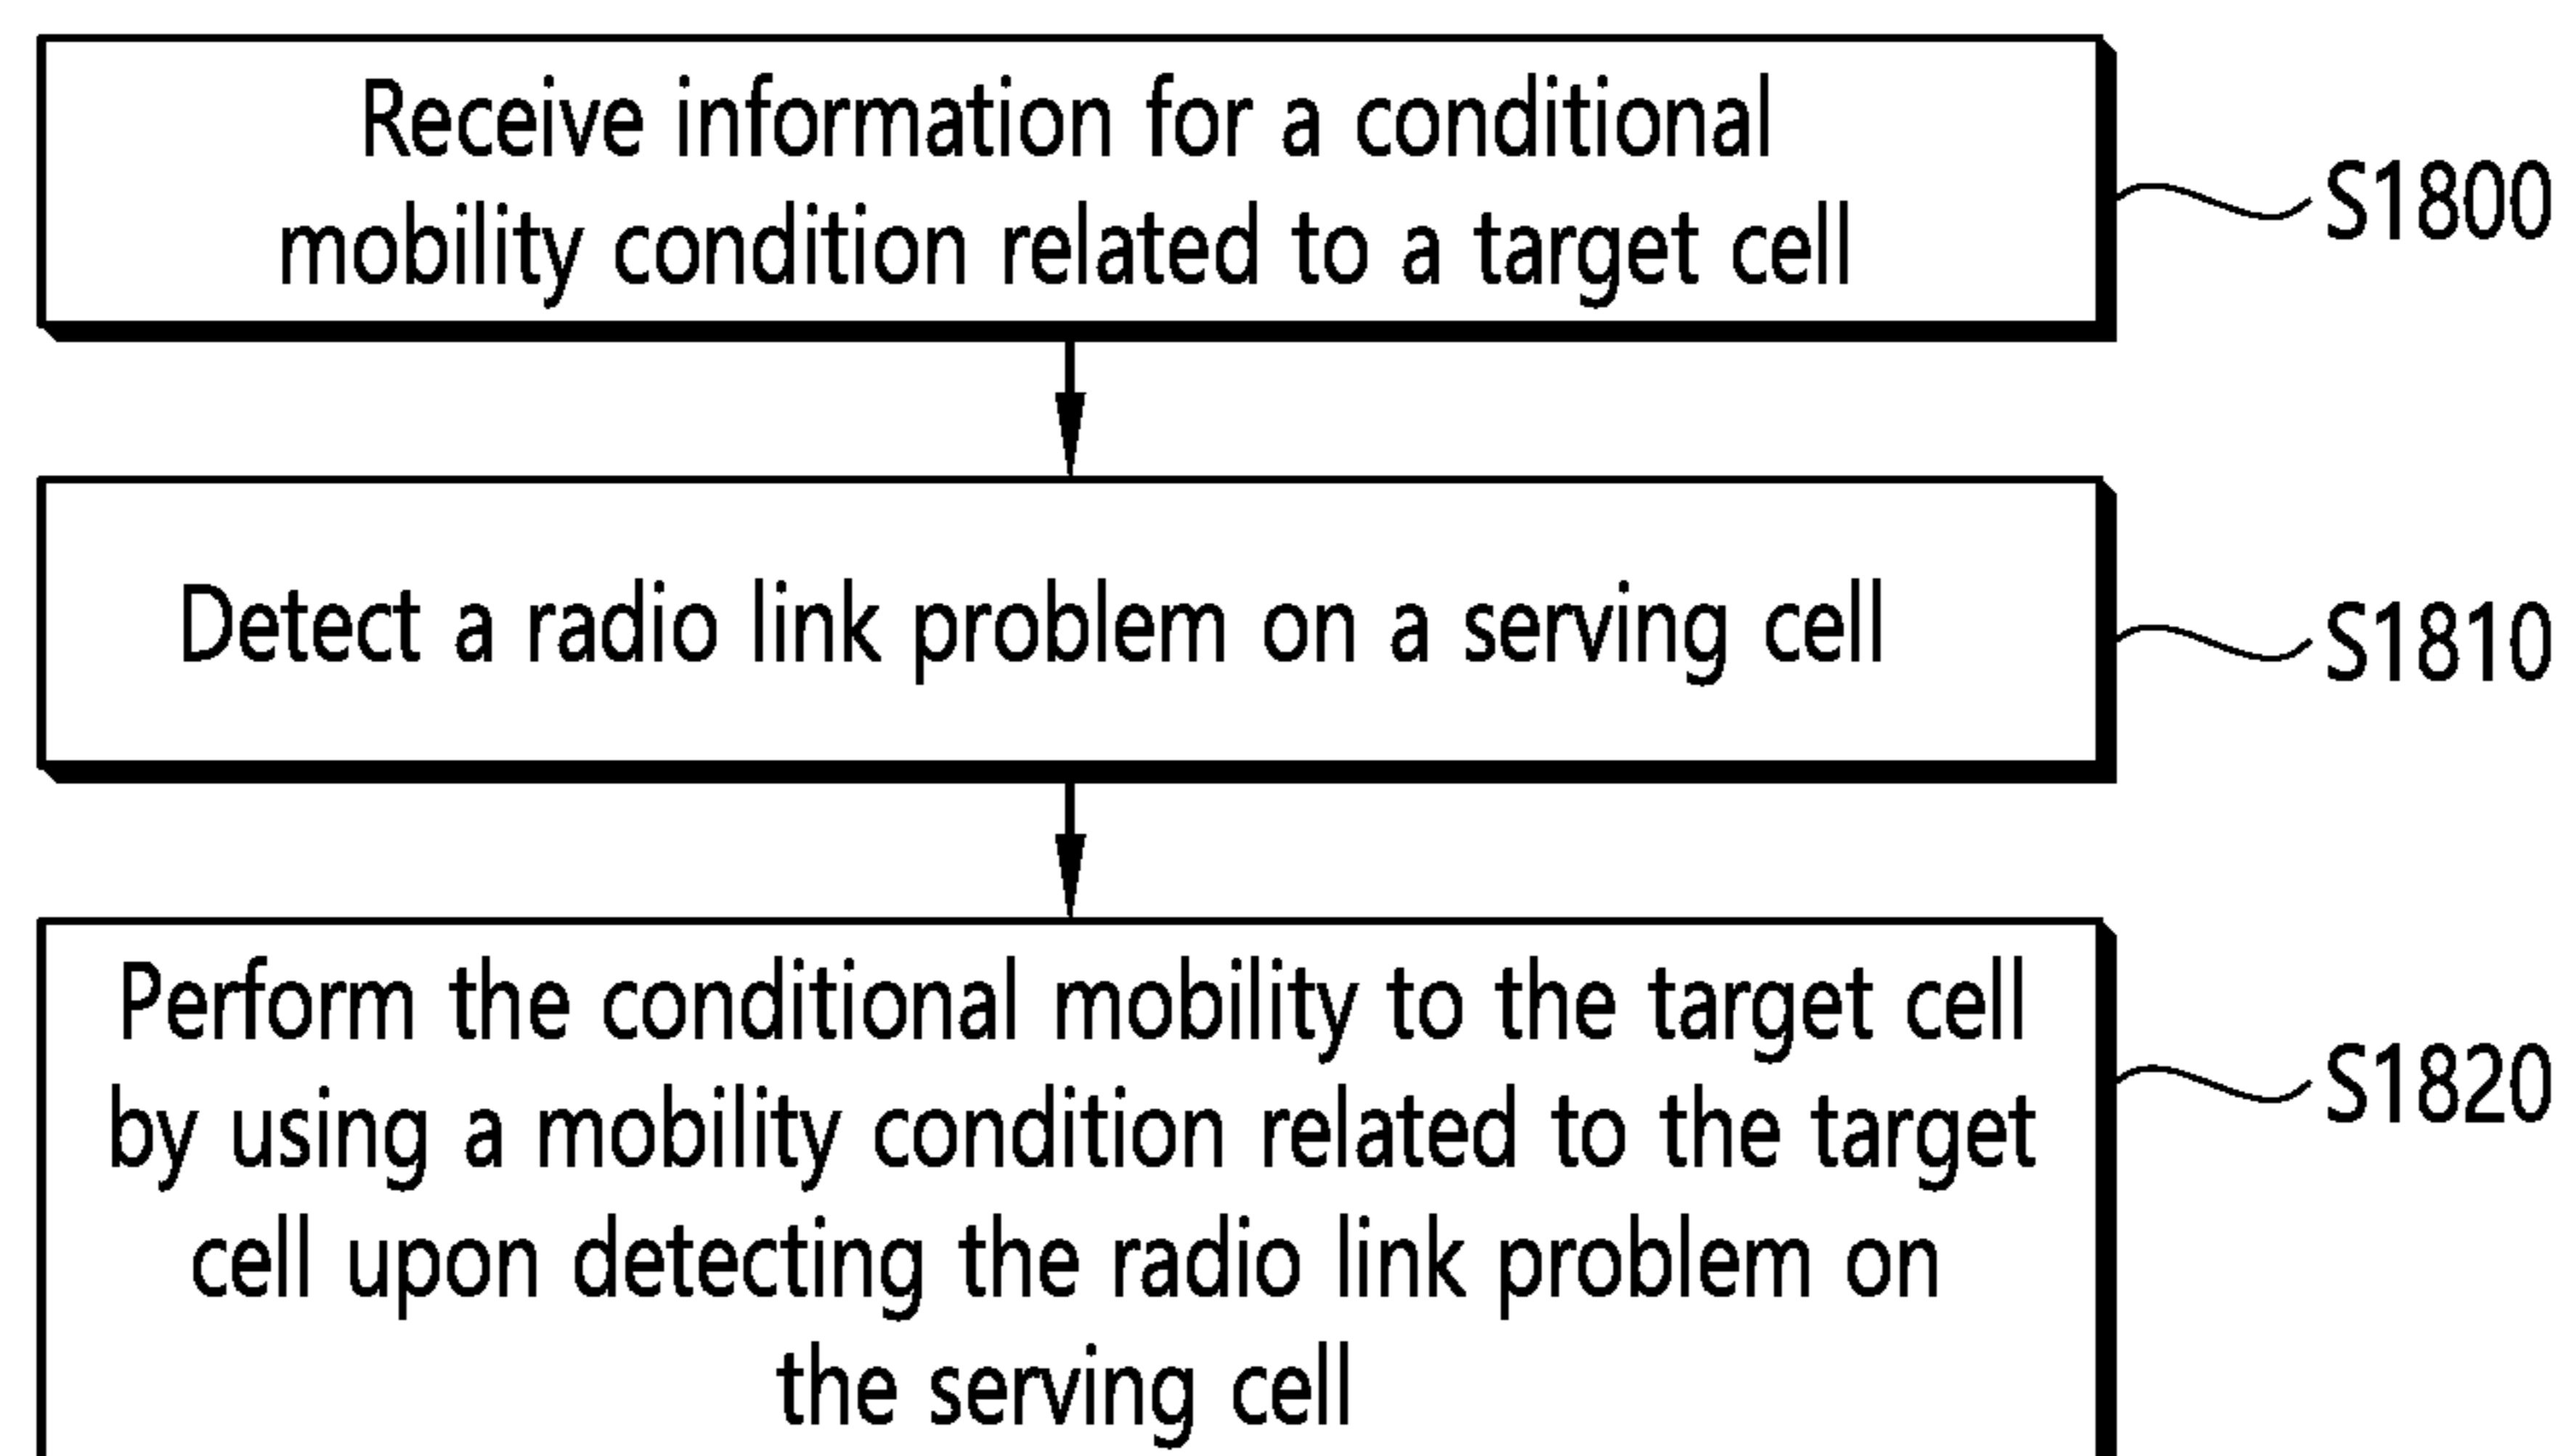 Receive information for a conditional
mobility condition related to a target cell
S1800
Detect a radio link problem on a serving cell
S1810
Perform the conditional mobility to the target cell
by using a mobility condition related to the target
cell upon detecting the radio link problem on
the serving cell
S1820